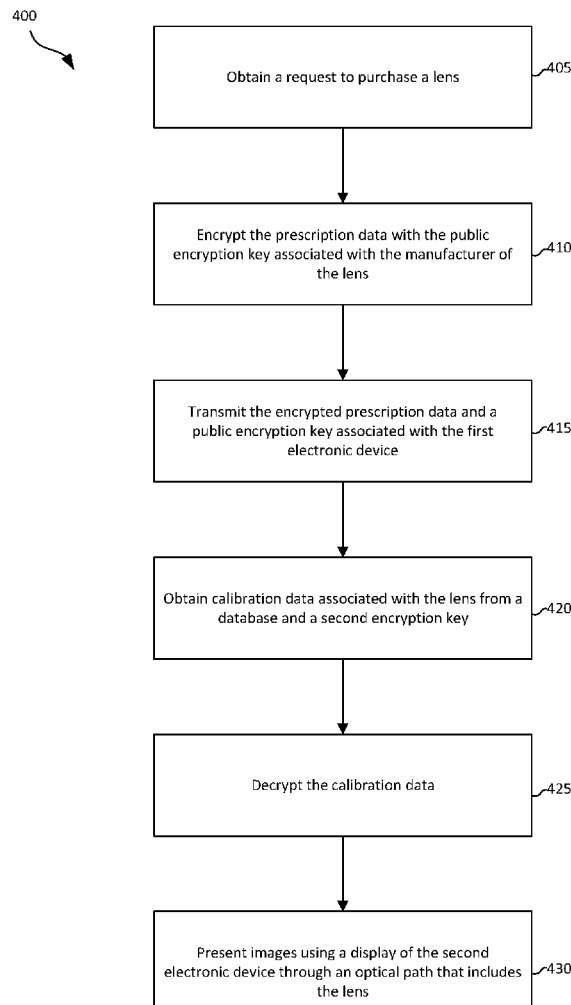 400
Obtain a request to purchase a lens
405
Encrypt the prescription data with the public
encryption key associated with the manufacturer of
the lens
410
Transmit the encrypted prescription data and a
public encryption key associated with the first
electronic device
415
Obtain calibration data associated with the lens from a
database and a second encryption key
420
Decrypt the calibration data
425
Present images using a display of the second
electronic device through an optical path that includes
the lens
430